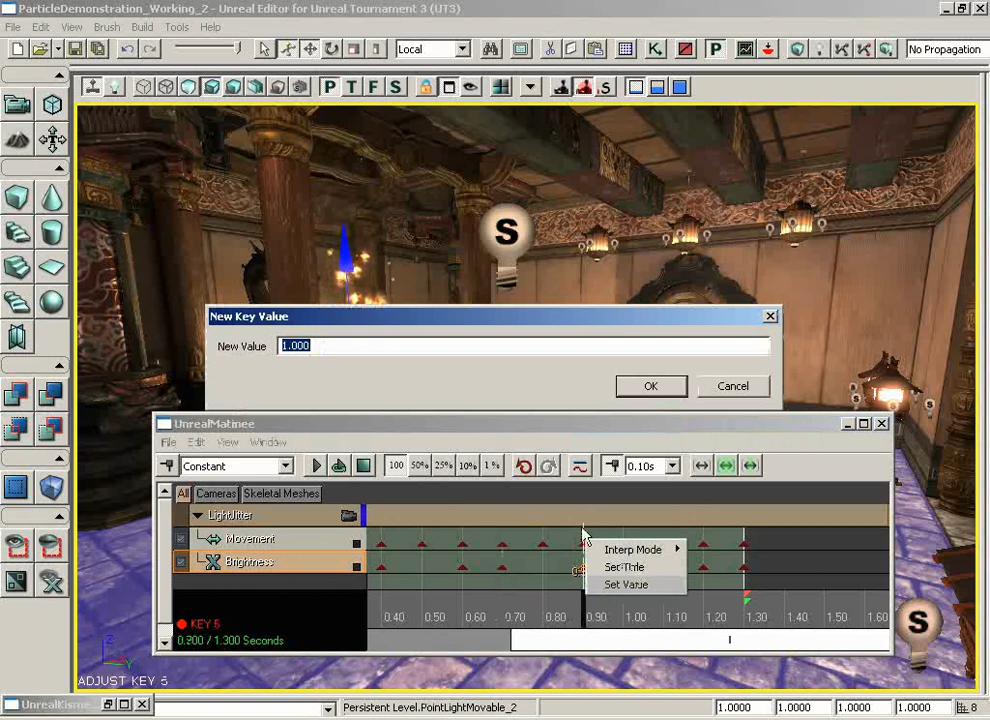 ParticleDemonstration_Working_2 - Unreal Editor for Unreal Tournament 3 (UT3)
File Edit View Brush Build Tools Help
Local
P
No Propagation
P T F S
S
S
New Key Value
New Value 1.000
OK Cancel
UnrealMatinee
File Edit View Window
Constant 100 50% 25% 10% 1% 0.10s
All Cameras Skeletal Meshes
LightJitter
Movement
Brightness
Interp Mode
Set Time
Set Value
0.40 0.50 0.60 0.70 0.80 0.90 1.00 1.10 1.20 1.30 1.40 1.50 1.60
KEY 5
0.900 / 1.300 Seconds
S
S
S
Z
ADJUST KEY 5
UnrealKisme
Persistent Level.PointLightMovable_2 1.0000 1.0000 1.0000 1.0000 8